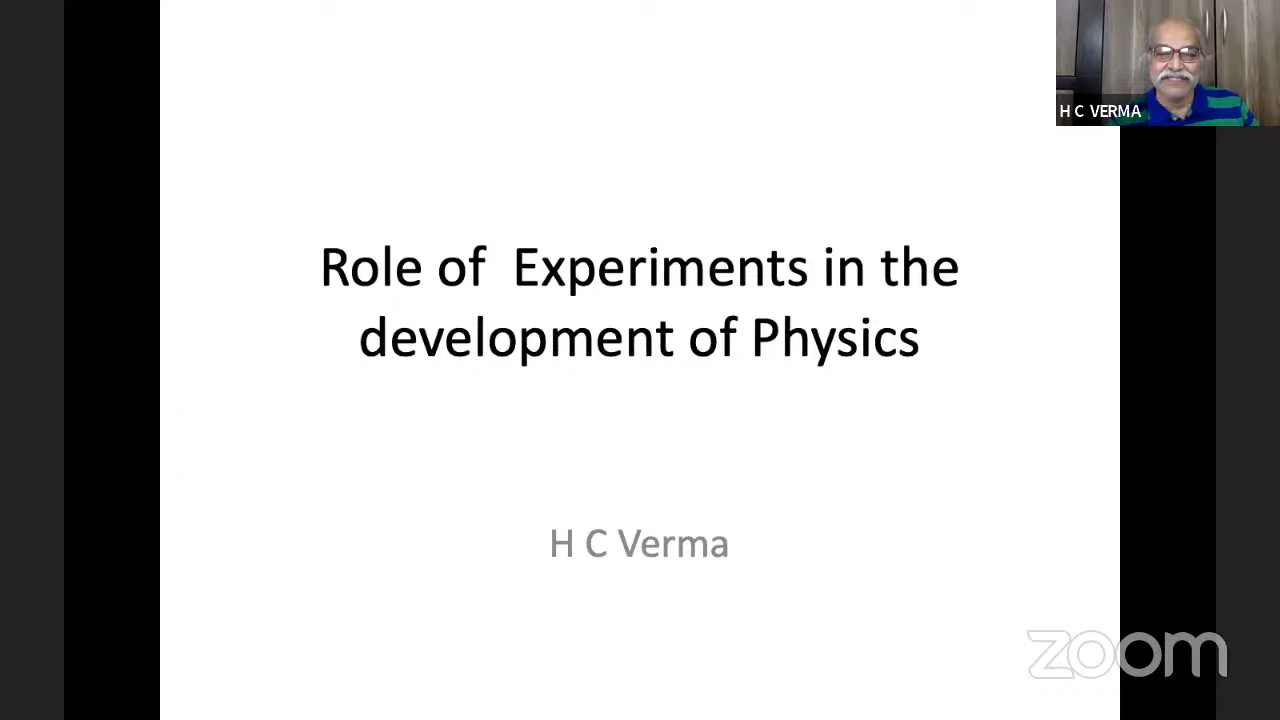 H C VERMA
Role of Experiments in the
development of Physics
H C Verma
zoom